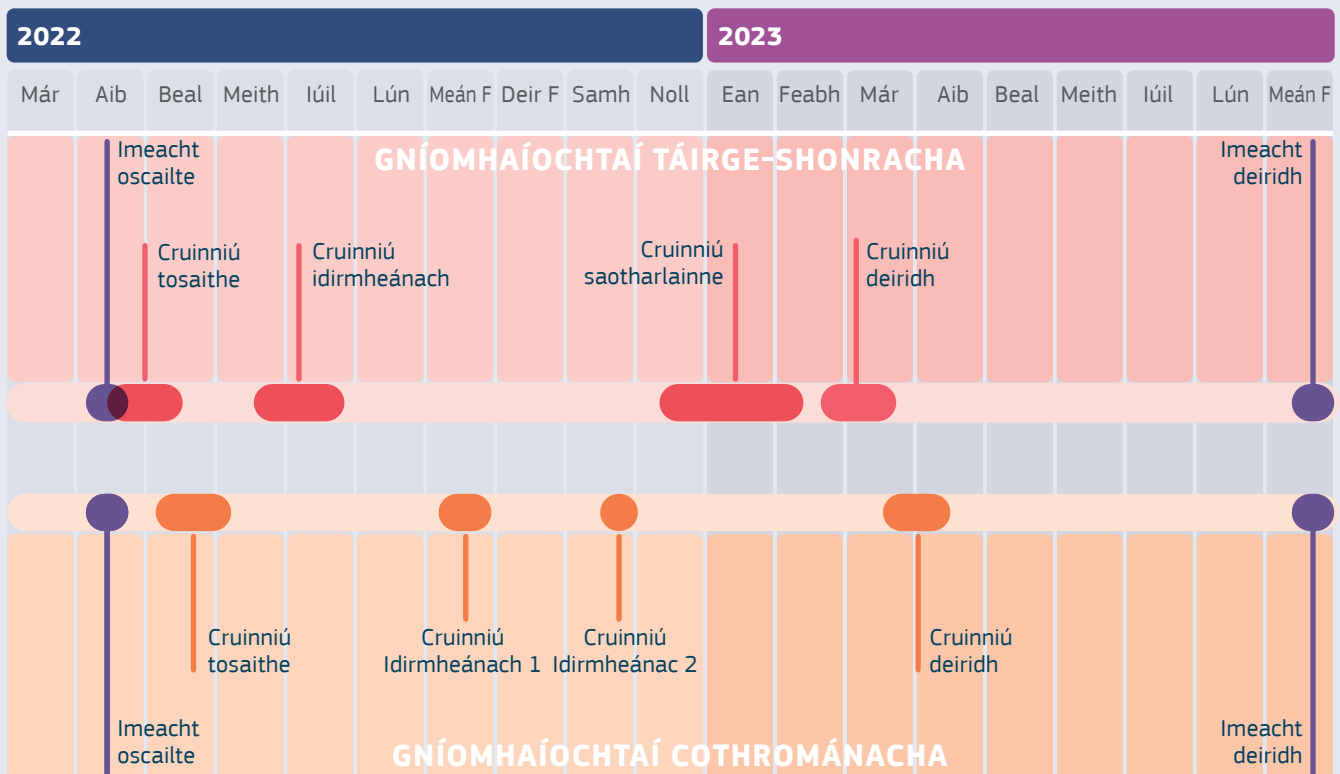 2022 2023
Már Aib Beal Meith Iúil Lún Meán F Deir F Samh Noll Ean Feabh Már Aib Beal Meith Iúil Lún Meán F
GNÍOMHAÍOCHTAÍ TÁIRGE-SHONRACHA
Imeacht
oscailte
Imeacht
deiridh
Cruinniú
tosaithe
Cruinniú
idirmheánach
Cruinniú
saotharlainne
Cruinniú
deiridh
Cruinniú
tosaithe
Cruinniú
Idirmheánach 1
Cruinniú
Idirmheánac 2
Cruinniú
deiridh
Imeacht
oscailte
Imeacht
deiridh
GNÍOMHAÍOCHTAÍ COTHROMÁNACHA